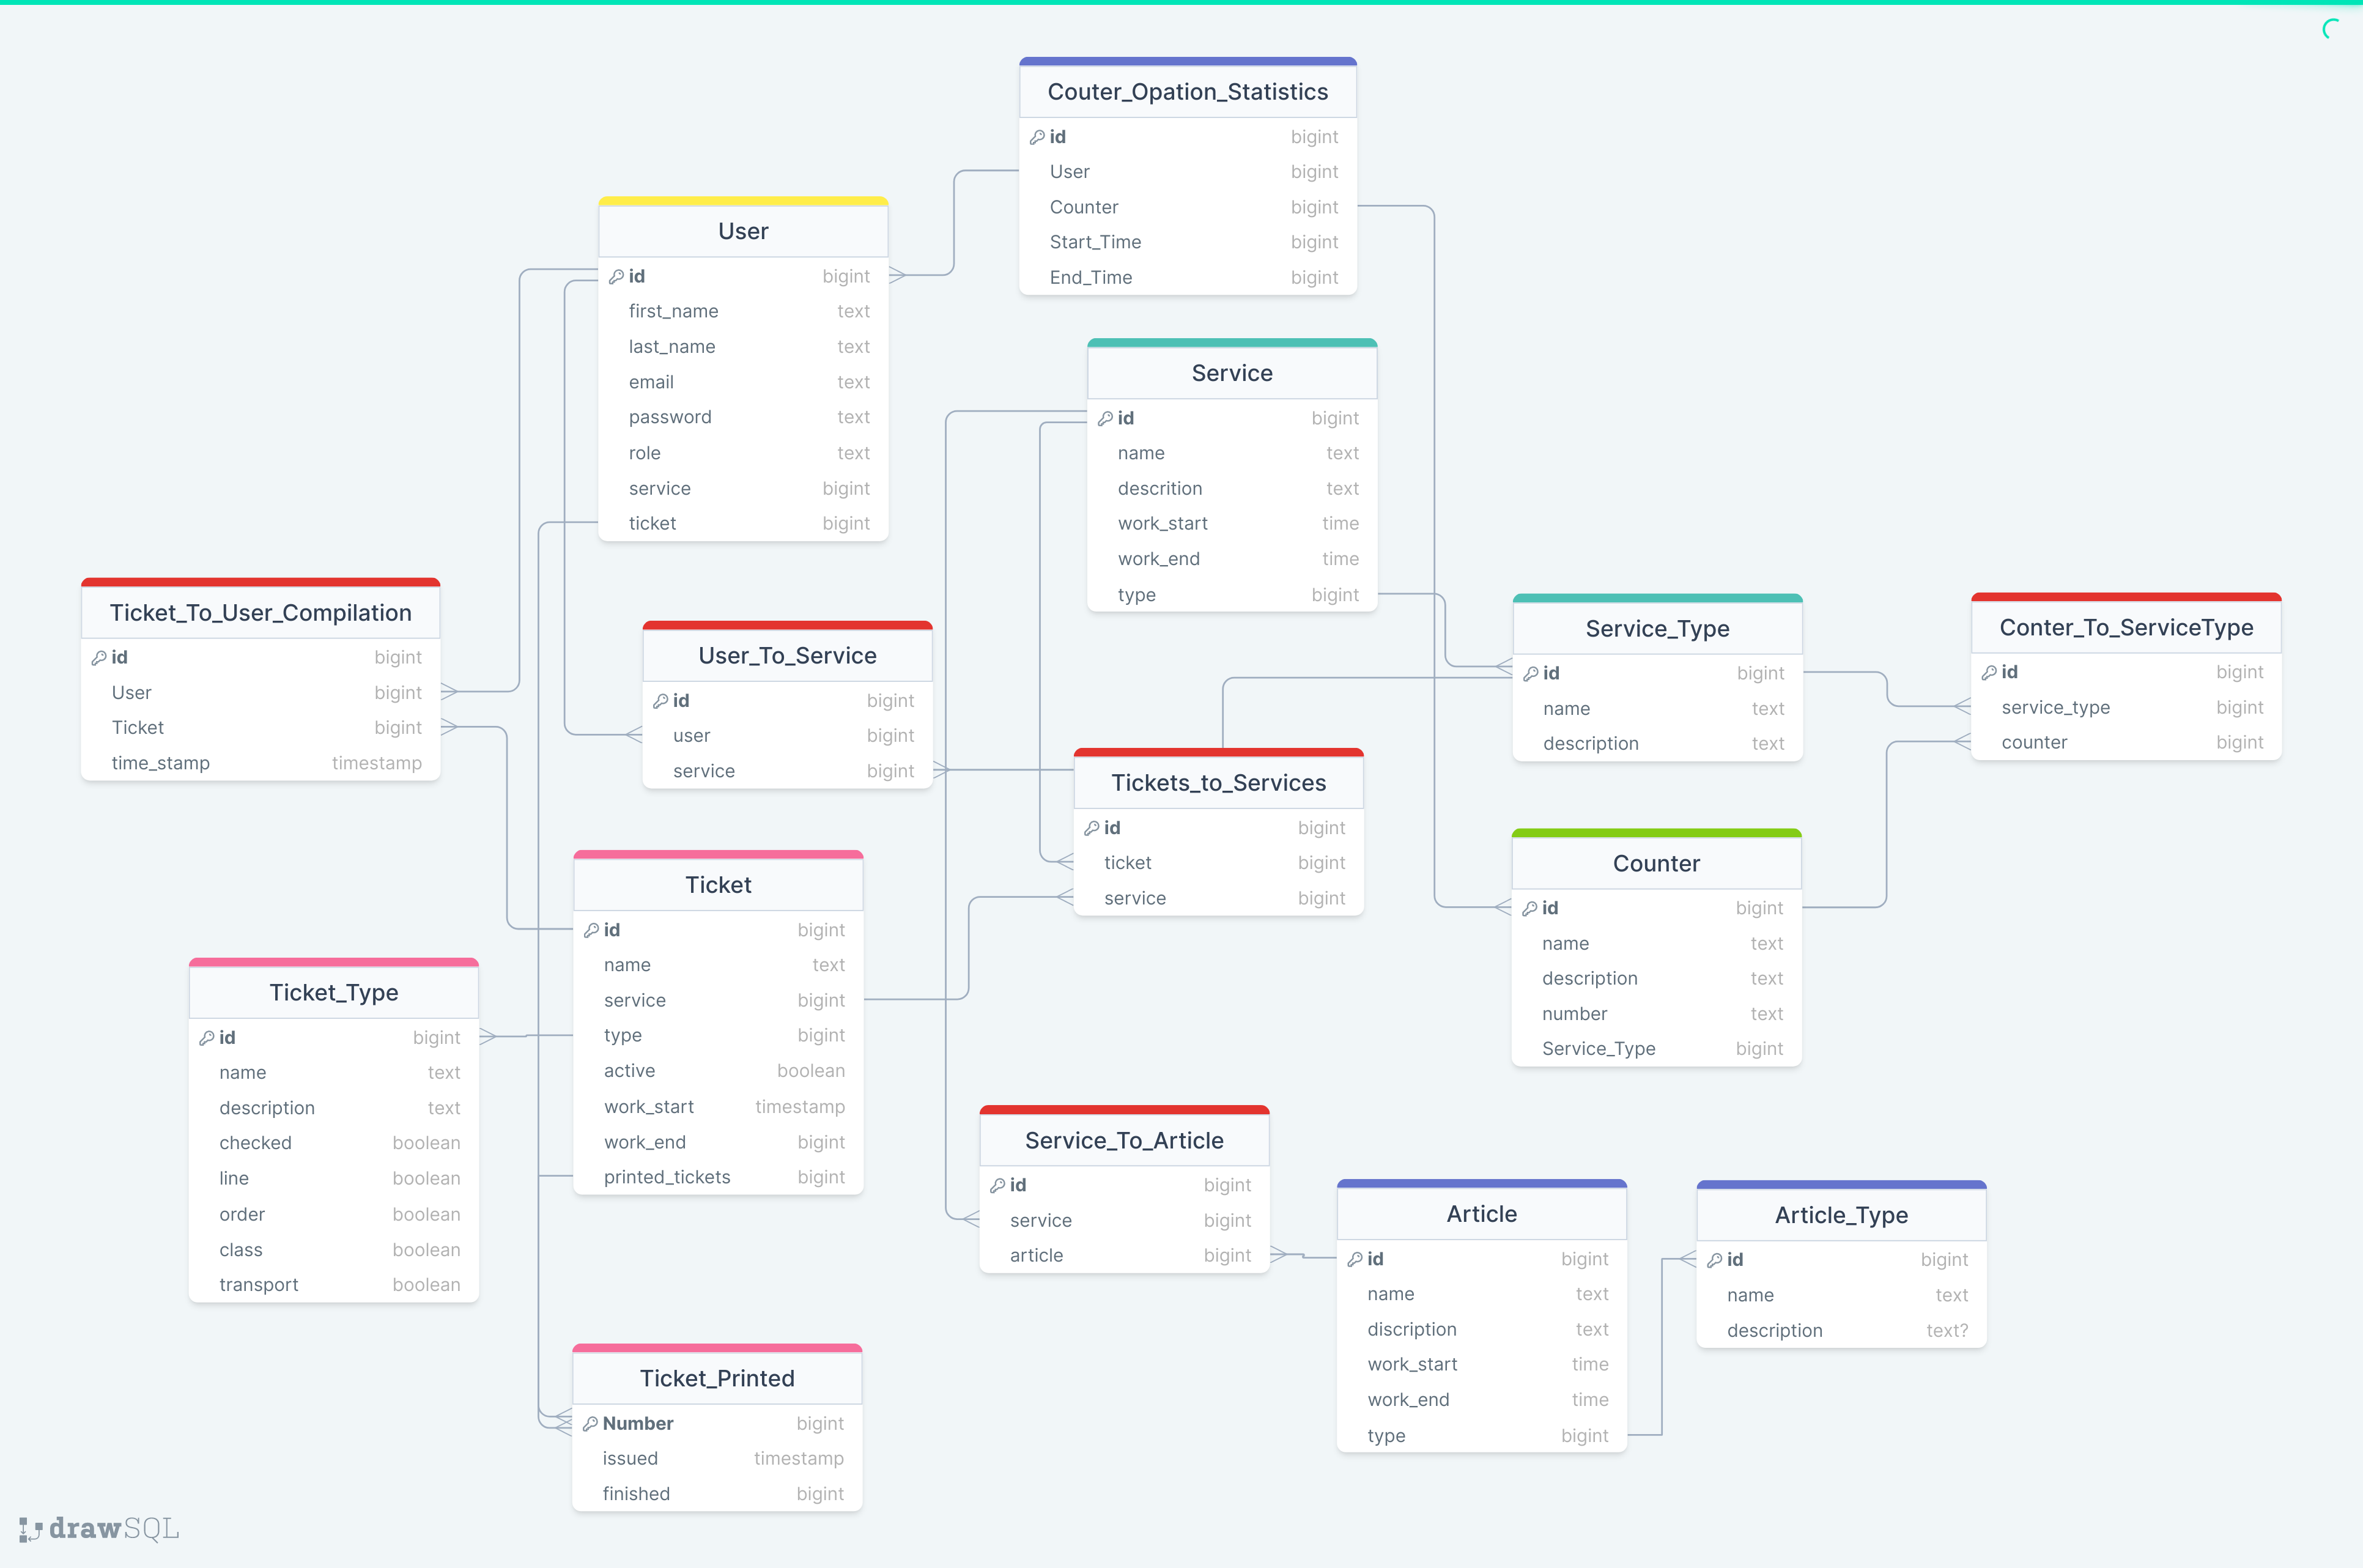 Couter_Opation_Statistics
id bigint
User bigint
Counter bigint
Start_Time bigint
End_Time bigint
User
id bigint
first_name text
last_name text
email text
password text
role text
service bigint
ticket bigint
Service
id bigint
name text
descrition text
work_start time
work_end time
type bigint
Ticket_To_User_Compilation
id bigint
User bigint
Ticket bigint
time_stamp timestamp
User_To_Service
id bigint
user bigint
service bigint
Service_Type
id bigint
name text
description text
Conter_To_ServiceType
id bigint
service_type bigint
counter bigint
Tickets_to_Services
id bigint
ticket bigint
service bigint
Ticket
id bigint
name text
service bigint
type bigint
active boolean
work_start timestamp
work_end bigint
printed_tickets bigint
Counter
id bigint
name text
description text
number text
Service_Type bigint
Ticket_Type
id bigint
name text
description text
checked boolean
line boolean
order boolean
class boolean
transport boolean
Service_To_Article
id bigint
service bigint
article bigint
Article
id bigint
name text
discription text
work_start time
work_end time
type bigint
Article_Type
id bigint
name text
description text?
Ticket_Printed
Number bigint
issued timestamp
finished bigint
drawSQL